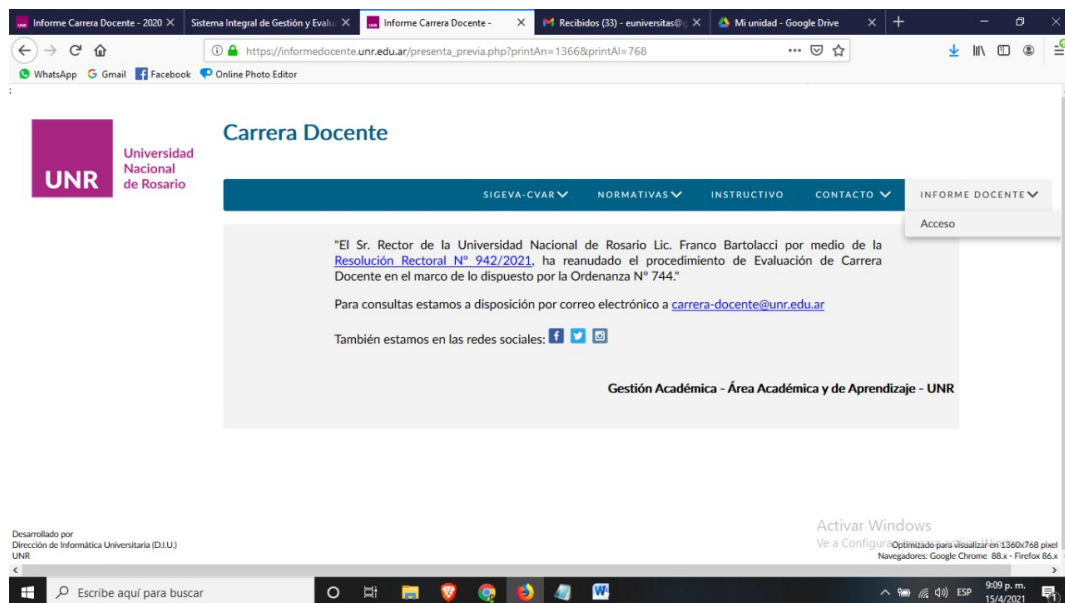 Informe Carrera Docente - 2020
Sistema Integral de Gestión y Evalu
Informe Carrera Docente -
Recibidos (33) - euniversitas@
Mi unidad - Google Drive
https://informedocente.unr.edu.ar/presenta_previa.php?printAn=1366&printAl=768
WhatsApp Gmail Facebook Online Photo Editor
;
UNR
Universidad
Nacional
de Rosario
Carrera Docente
SIGEVA-CVAR NORMATIVAS INSTRUCTIVO CONTACTO INFORME DOCENTE
Acceso
"El Sr. Rector de la Universidad Nacional de Rosario Lic. Franco Bartolacci por medio de la
Resolución Rectoral Nº 942/2021, ha reanudado el procedimiento de Evaluación de Carrera
Docente en el marco de lo dispuesto por la Ordenanza Nº 744."
Para consultas estamos a disposición por correo electrónico a carrera-docente@unr.edu.ar
También estamos en las redes sociales:
Gestión Académica - Área Académica y de Aprendizaje - UNR
Desarrollado por
Dirección de Informática Universitaria (D.I.U.)
UNR
Activar Windows
Ve a Configura
Optimizado para visualizar en 1360x768 pixel
Navegadores: Google Chrome 88.x - Firefox 86.x
Escribe aquí para buscar
ESP
9:09 p. m.
15/4/2021